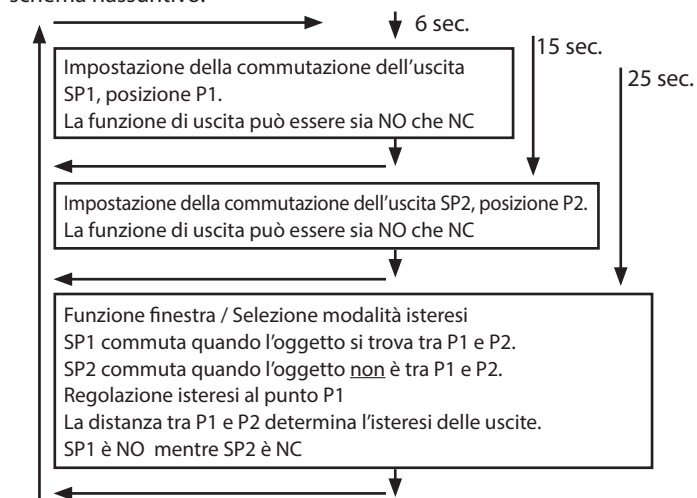 schema riassuntivo.
6 sec.
15 sec.
25 sec.
Impostazione della commutazione dell'uscita
SP1, posizione P1.
La funzione di uscita può essere sia NO che NC
Impostazione della commutazione dell'uscita SP2, posizione P2.
La funzione di uscita può essere sia NO che NC
Funzione finestra / Selezione modalità isteresi
SP1 commuta quando l'oggetto si trova tra P1 e P2.
SP2 commuta quando l'oggetto non è tra P1 e P2.
Regolazione isteresi al punto P1
La distanza tra P1 e P2 determina l'isteresi delle uscite.
SP1 è NO mentre SP2 è NC